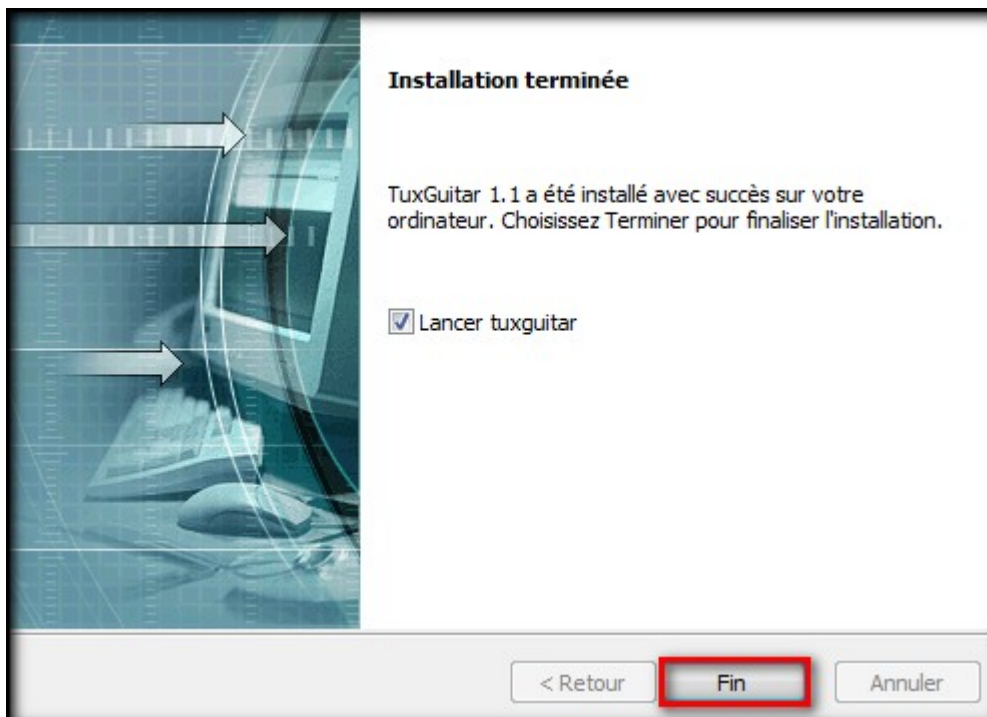 Installation terminée
TuxGuitar 1.1 a été installé avec succès sur votre
ordinateur. Choisissez Terminer pour finaliser l'installation.
Lancer tuxguitar
< Retour
Fin
Annuler